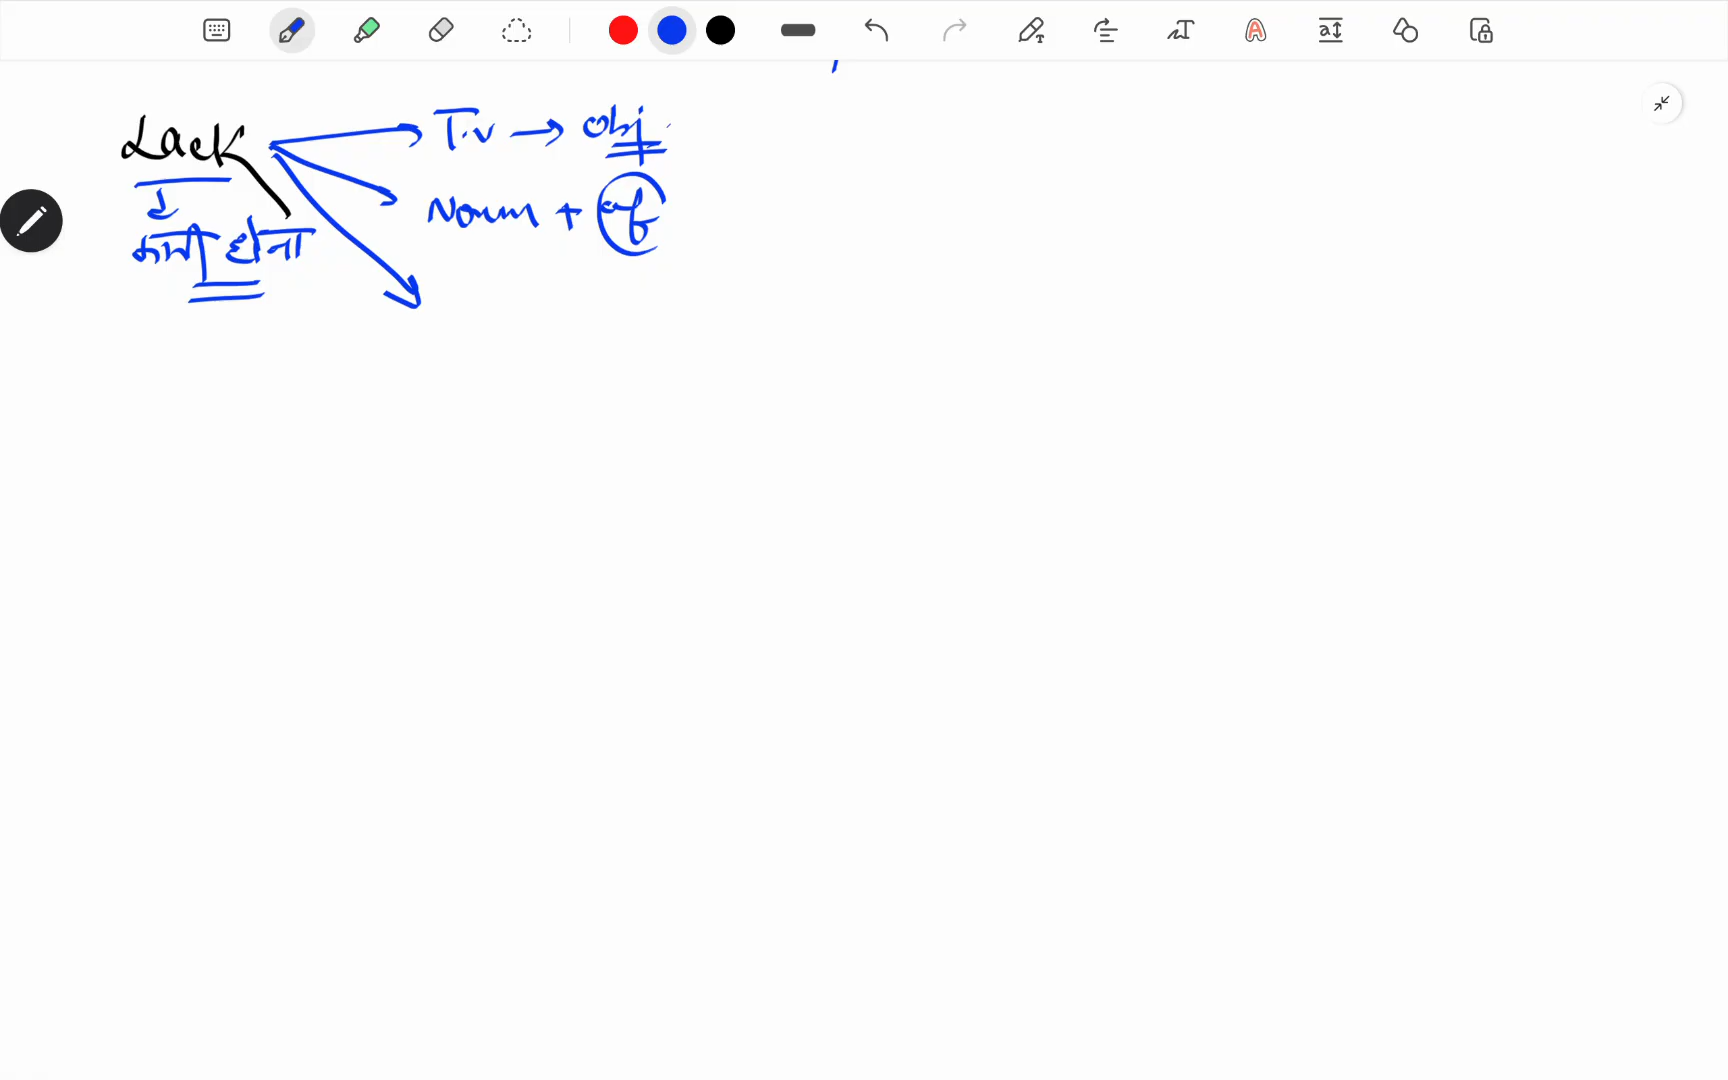 Lack → T.v → obj
Noun + of
कमी होना